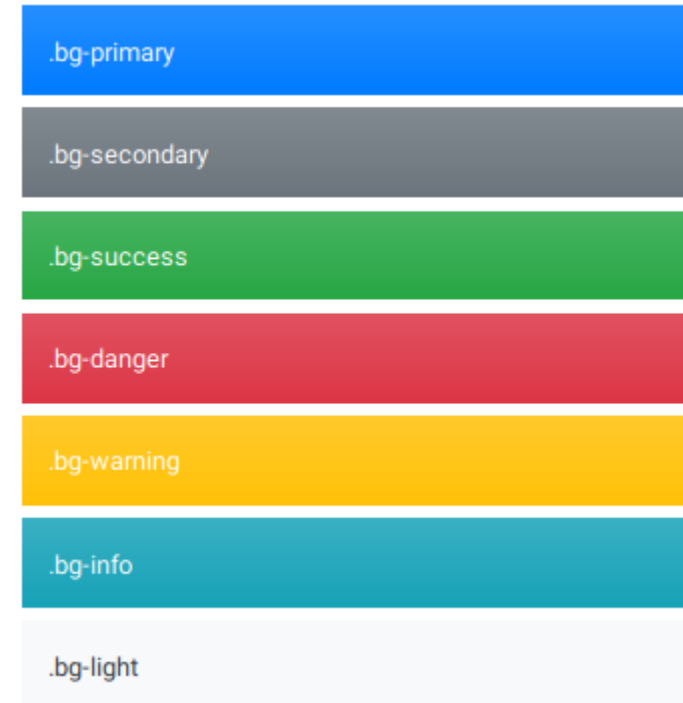 .bg-primary
.bg-secondary
.bg-success
.bg-danger
.bg-warning
.bg-info
.bg-light